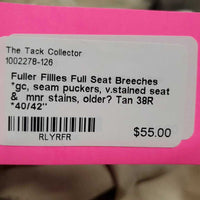 The Tack Collector
1002278-126
Fuller Fillies Full Seat Breeches
*gc, seam puckers, v.stained seat
& mnr stains, older? Tan 38R
*40/42"
RLYRFR
$55.00